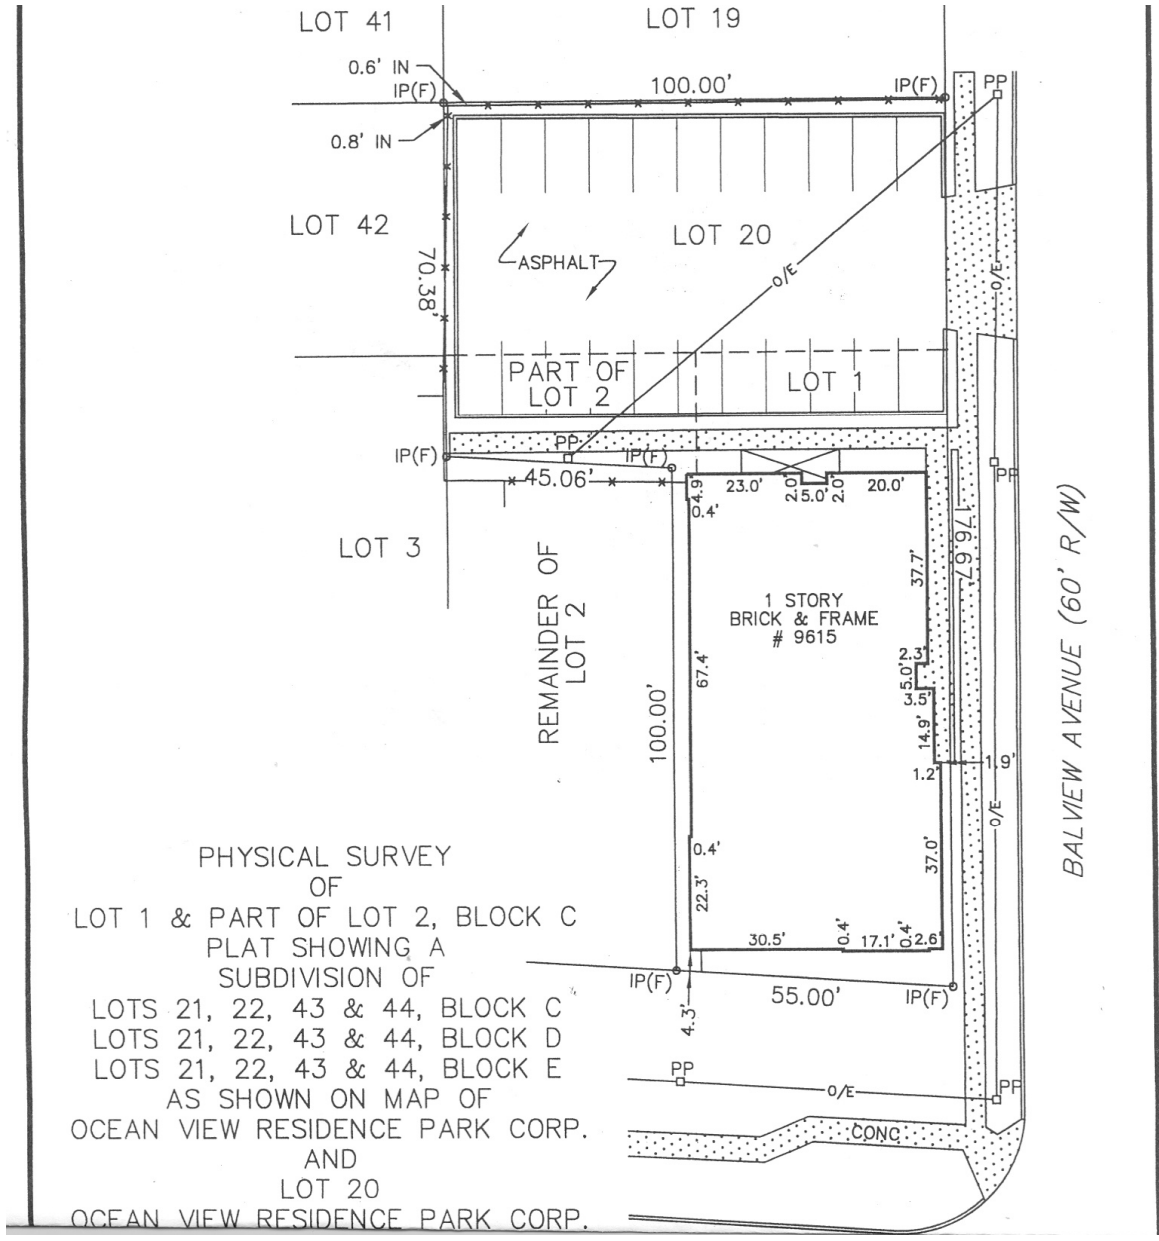 LOT 41
LOT 19
0.6' IN
IP(F)
100.00'
IP(F)
PP
0.8' IN
LOT 42
70.38'
ASPHALT
LOT 20
O/E
O/E
PART OF
LOT 2
LOT 1
IP(F)
PP
IP(F)
PP
45.06'
4.9
0.4'
23.0'
2.0'
5.0'
2.0'
20.0'
176.67'
LOT 3
REMAINDER OF
LOT 2
37.7'
1 STORY
BRICK & FRAME
# 9615
67.4'
100.00'
2.3'
5.0'
3.5'
14.9'
1.9'
1.2'
BALVIEW AVENUE (60' R/W)
O/E
0.4'
22.3'
37.0'
30.5'
0.4'
17.1'
0.4'
2.6'
IP(F)
55.00'
IP(F)
4.3'
PP
O/E
PP
CONC
PHYSICAL SURVEY
OF
LOT 1 & PART OF LOT 2, BLOCK C
PLAT SHOWING A
SUBDIVISION OF
LOTS 21, 22, 43 & 44, BLOCK C
LOTS 21, 22, 43 & 44, BLOCK D
LOTS 21, 22, 43 & 44, BLOCK E
AS SHOWN ON MAP OF
OCEAN VIEW RESIDENCE PARK CORP.
AND
LOT 20
OCEAN VIEW RESIDENCE PARK CORP.